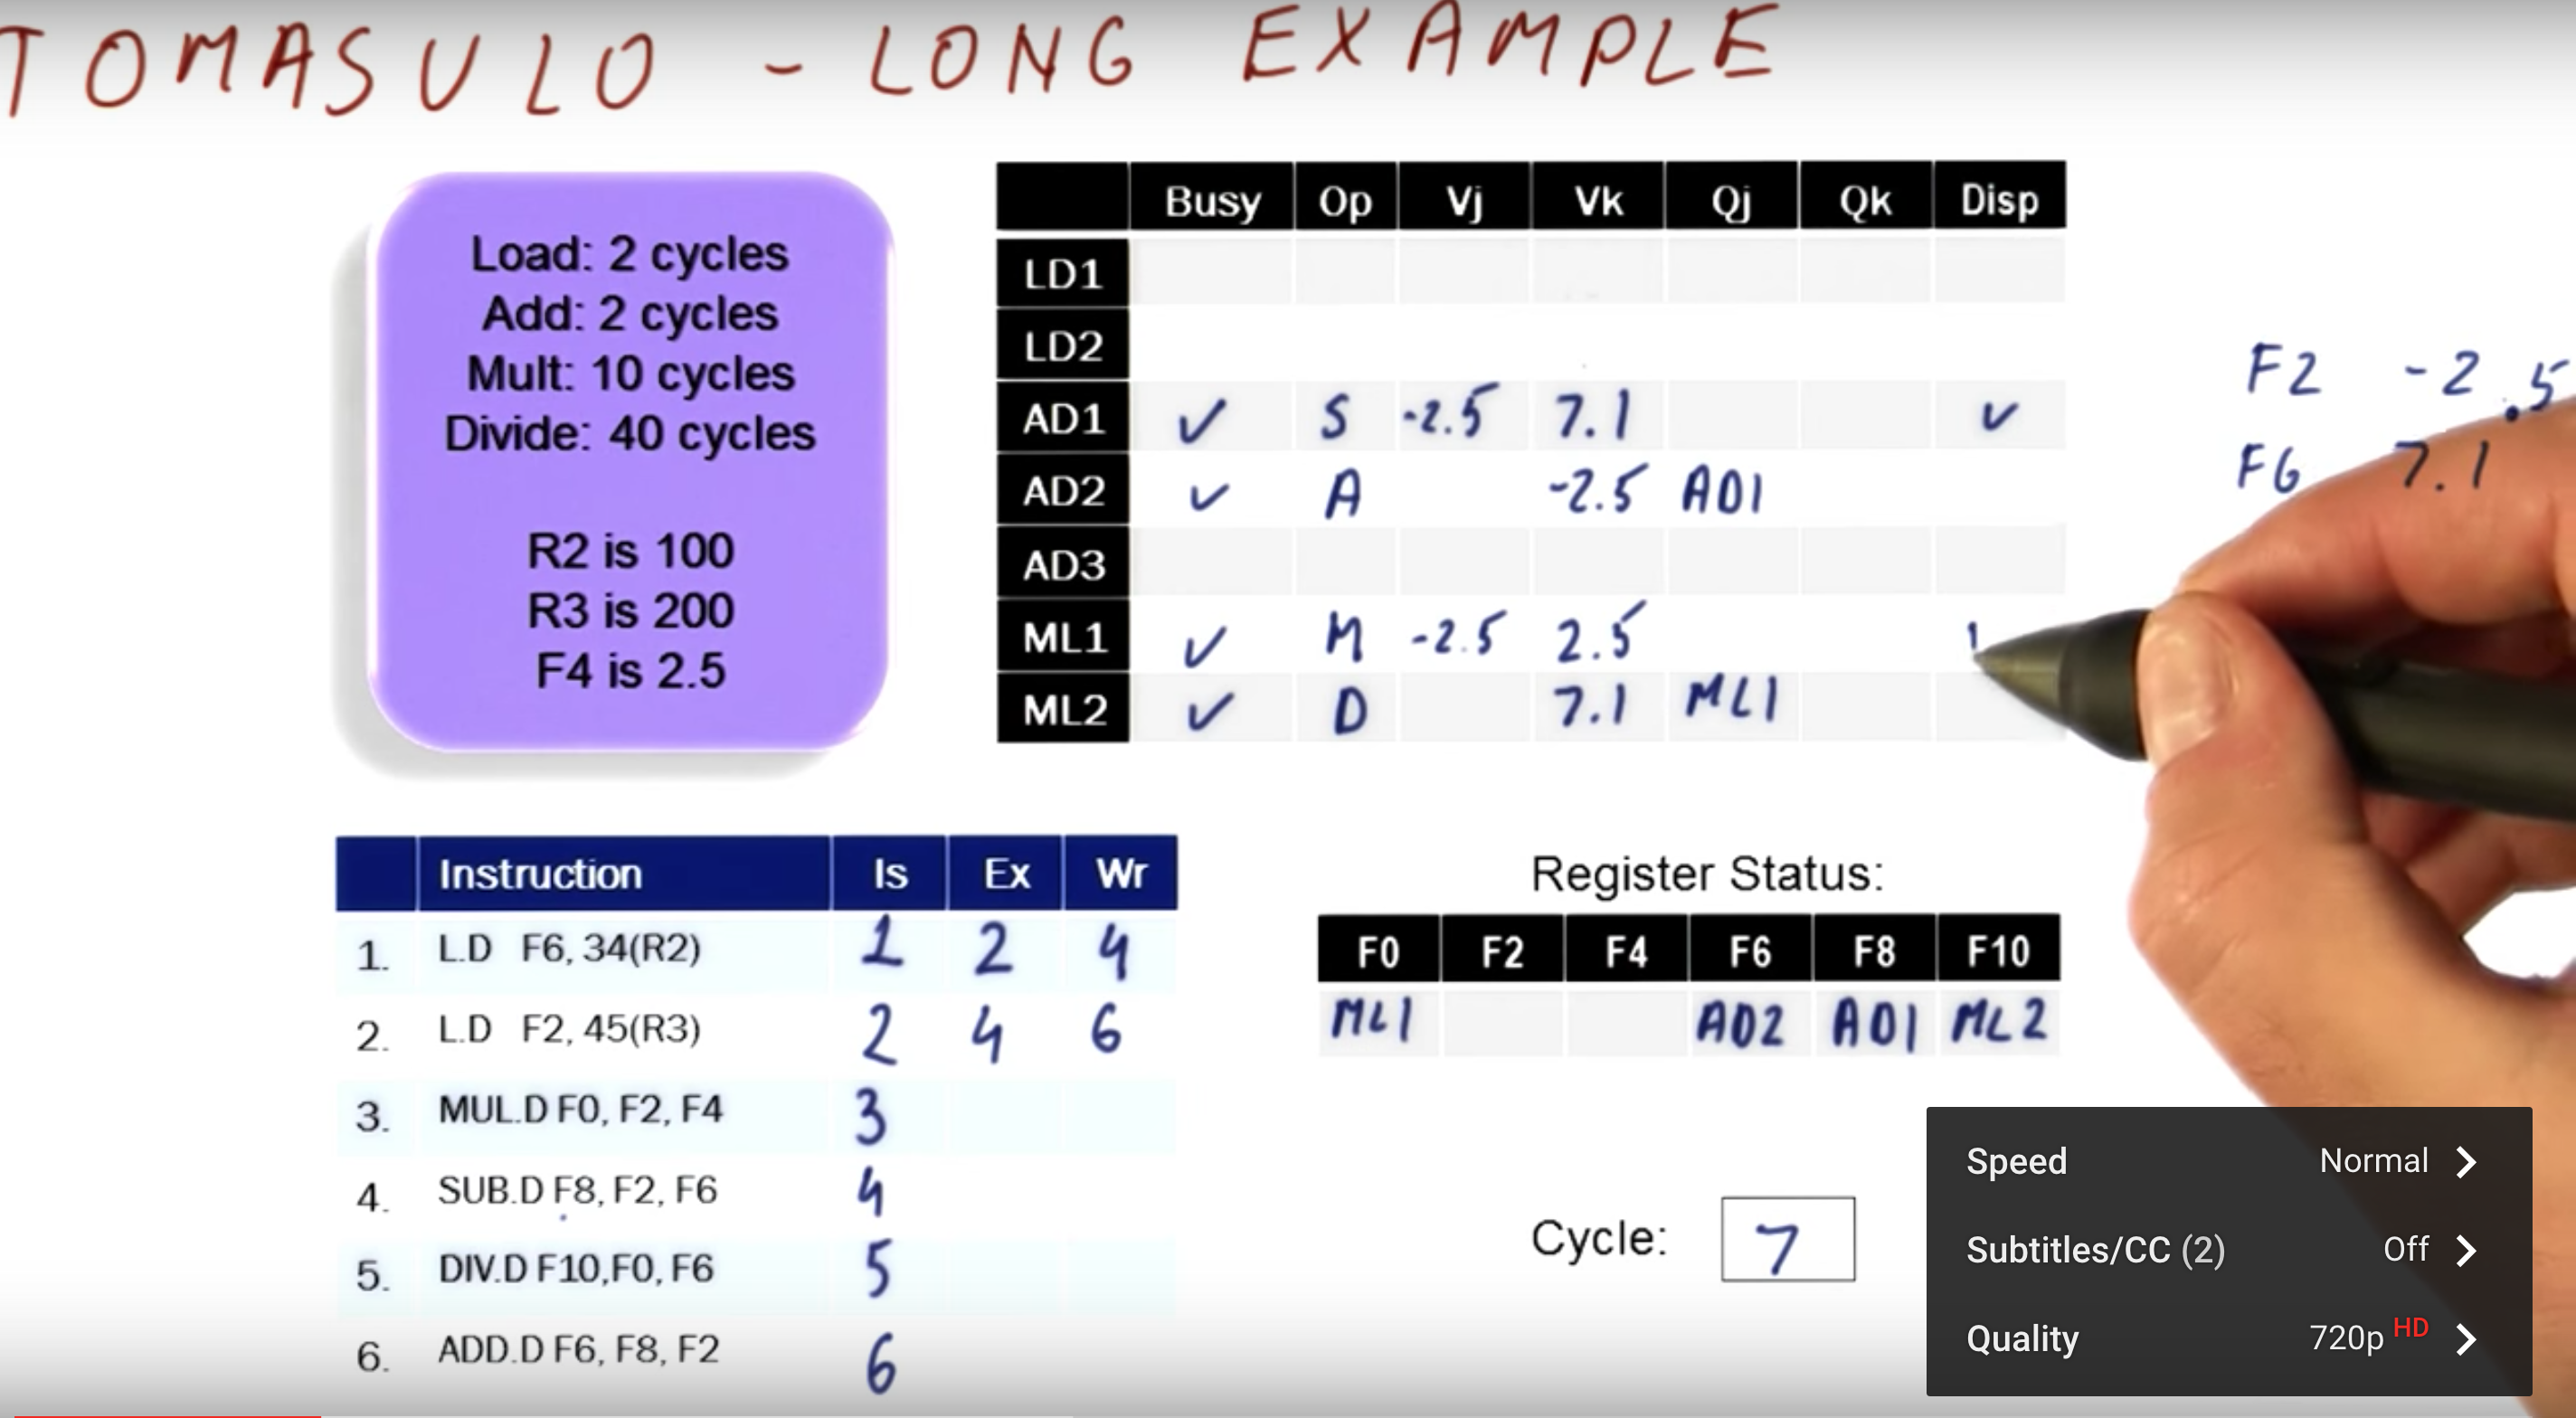 TOMASULO - LONG EXAMPLE
Load: 2 cycles
Add: 2 cycles
Mult: 10 cycles
Divide: 40 cycles
R2 is 100
R3 is 200
F4 is 2.5
Busy Op Vj Vk Qj Qk Disp
LD1
LD2
AD1 ✓ S -2.5 7.1 ✓
AD2 ✓ A -2.5 AD1
AD3
ML1 ✓ M -2.5 2.5
ML2 ✓ D 7.1 ML1
F2 -2.5
F6 7.1
Instruction Is Ex Wr
1. L.D F6, 34(R2) 1 2 4
2. L.D F2, 45(R3) 2 4 6
3. MUL.D F0, F2, F4 3
4. SUB.D F8, F2, F6 4
5. DIV.D F10,F0, F6 5
6. ADD.D F6, F8, F2 6
Register Status:
F0 F2 F4 F6 F8 F10
ML1 AD2 AD1 ML2
Cycle: 7
Speed Normal
Subtitles/CC (2) Off
Quality 720p HD